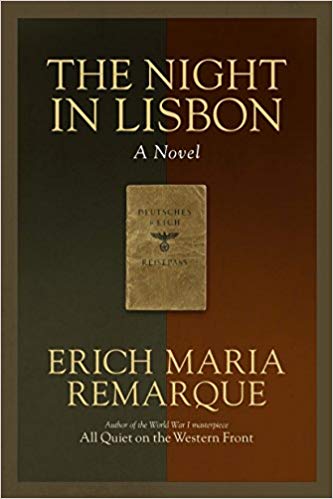 THE NIGHT
IN LISBON
A Novel
DEUTSCHES
REICH
REISEPASS
ERICH MARIA
REMARQUE
Author of the World War I masterpiece
All Quiet on the Western Front